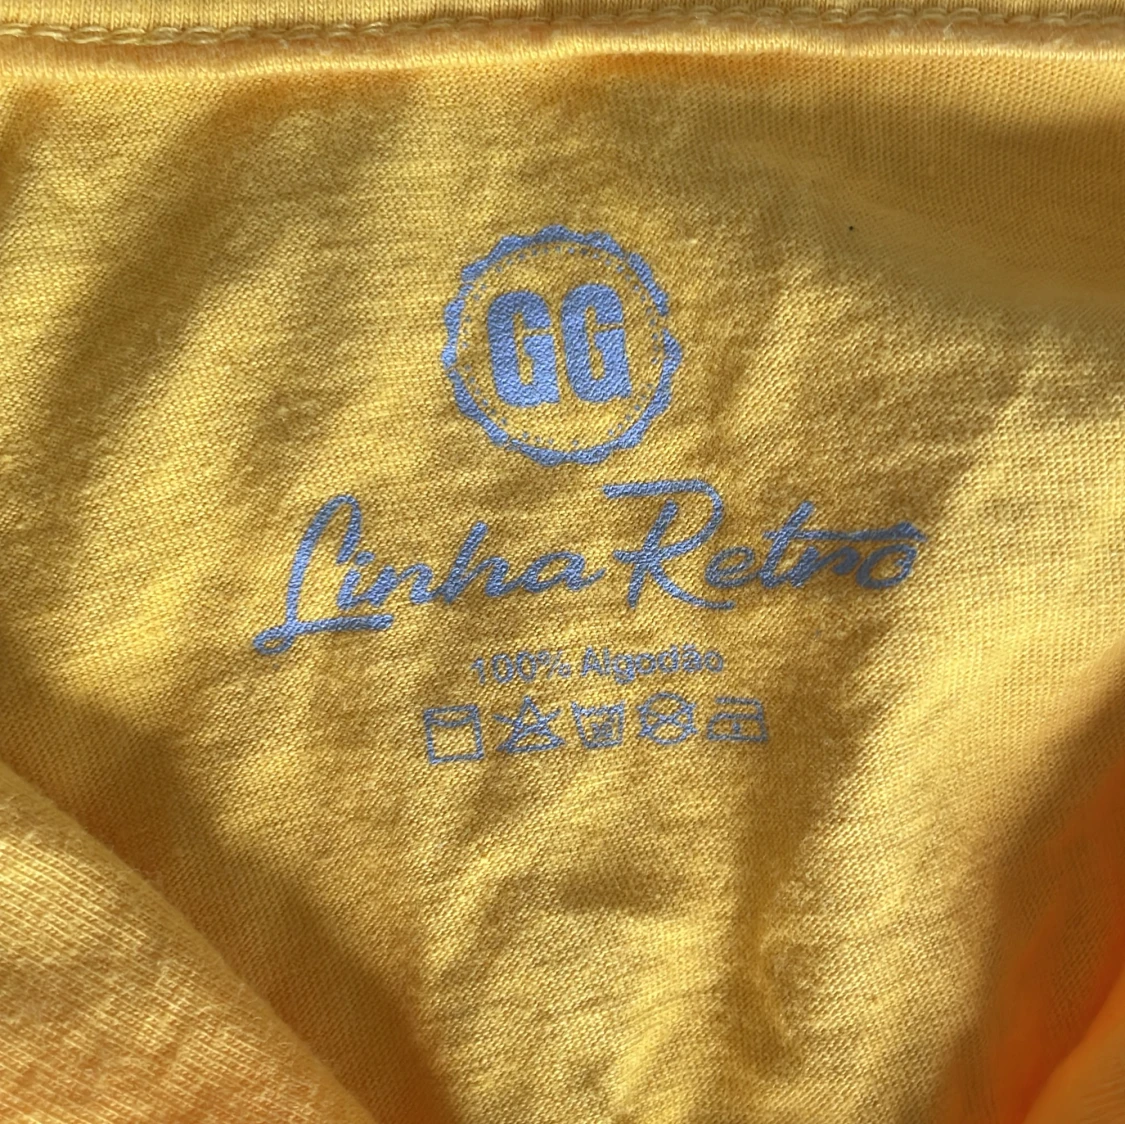 GG
Linha Retrô
100% Algodão